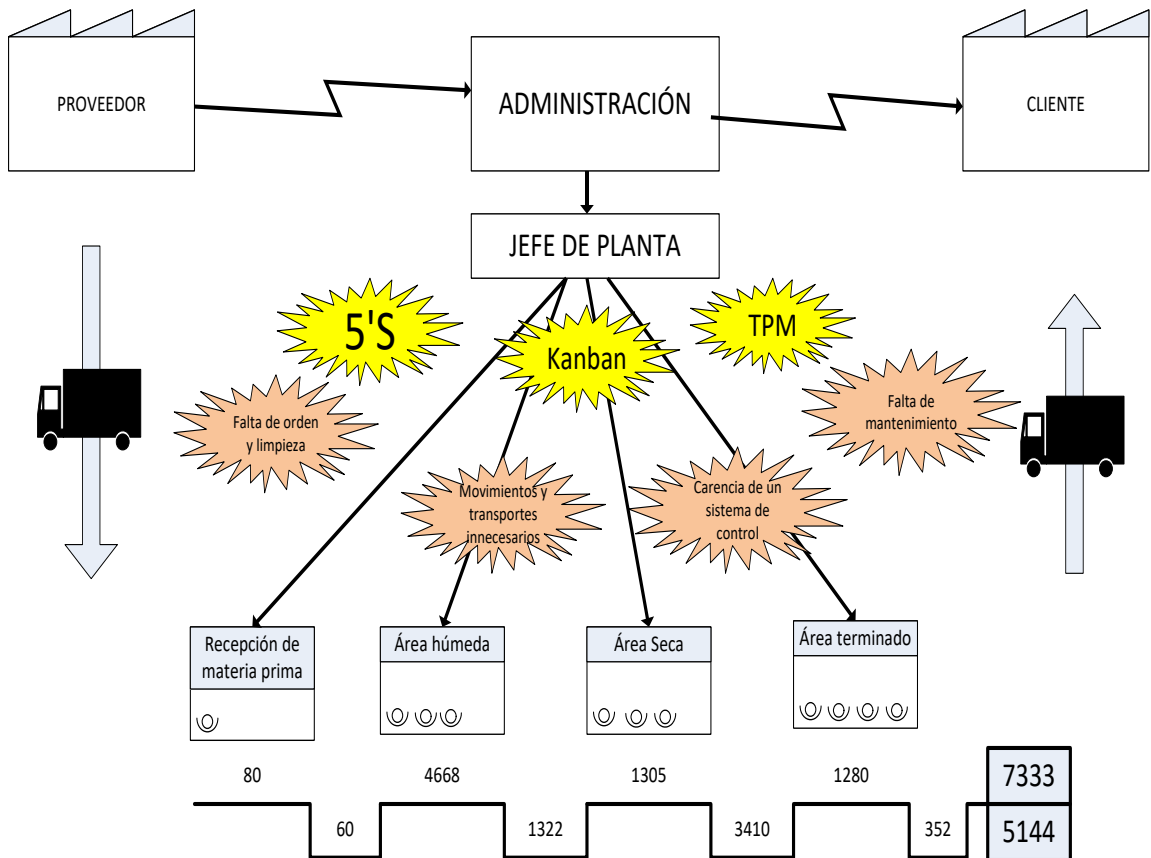 PROVEEDOR
ADMINISTRACIÓN
CLIENTE
JEFE DE PLANTA
5'S
Kanban
TPM
Falta de orden
y limpieza
Falta de
mantenimiento
Movimientos y
transportes
innecesarios
Carencia de un
sistema de
control
Recepción de
materia prima
Área húmeda
Área Seca
Área terminado
80
4668
1305
1280
7333
60
1322
3410
352
5144